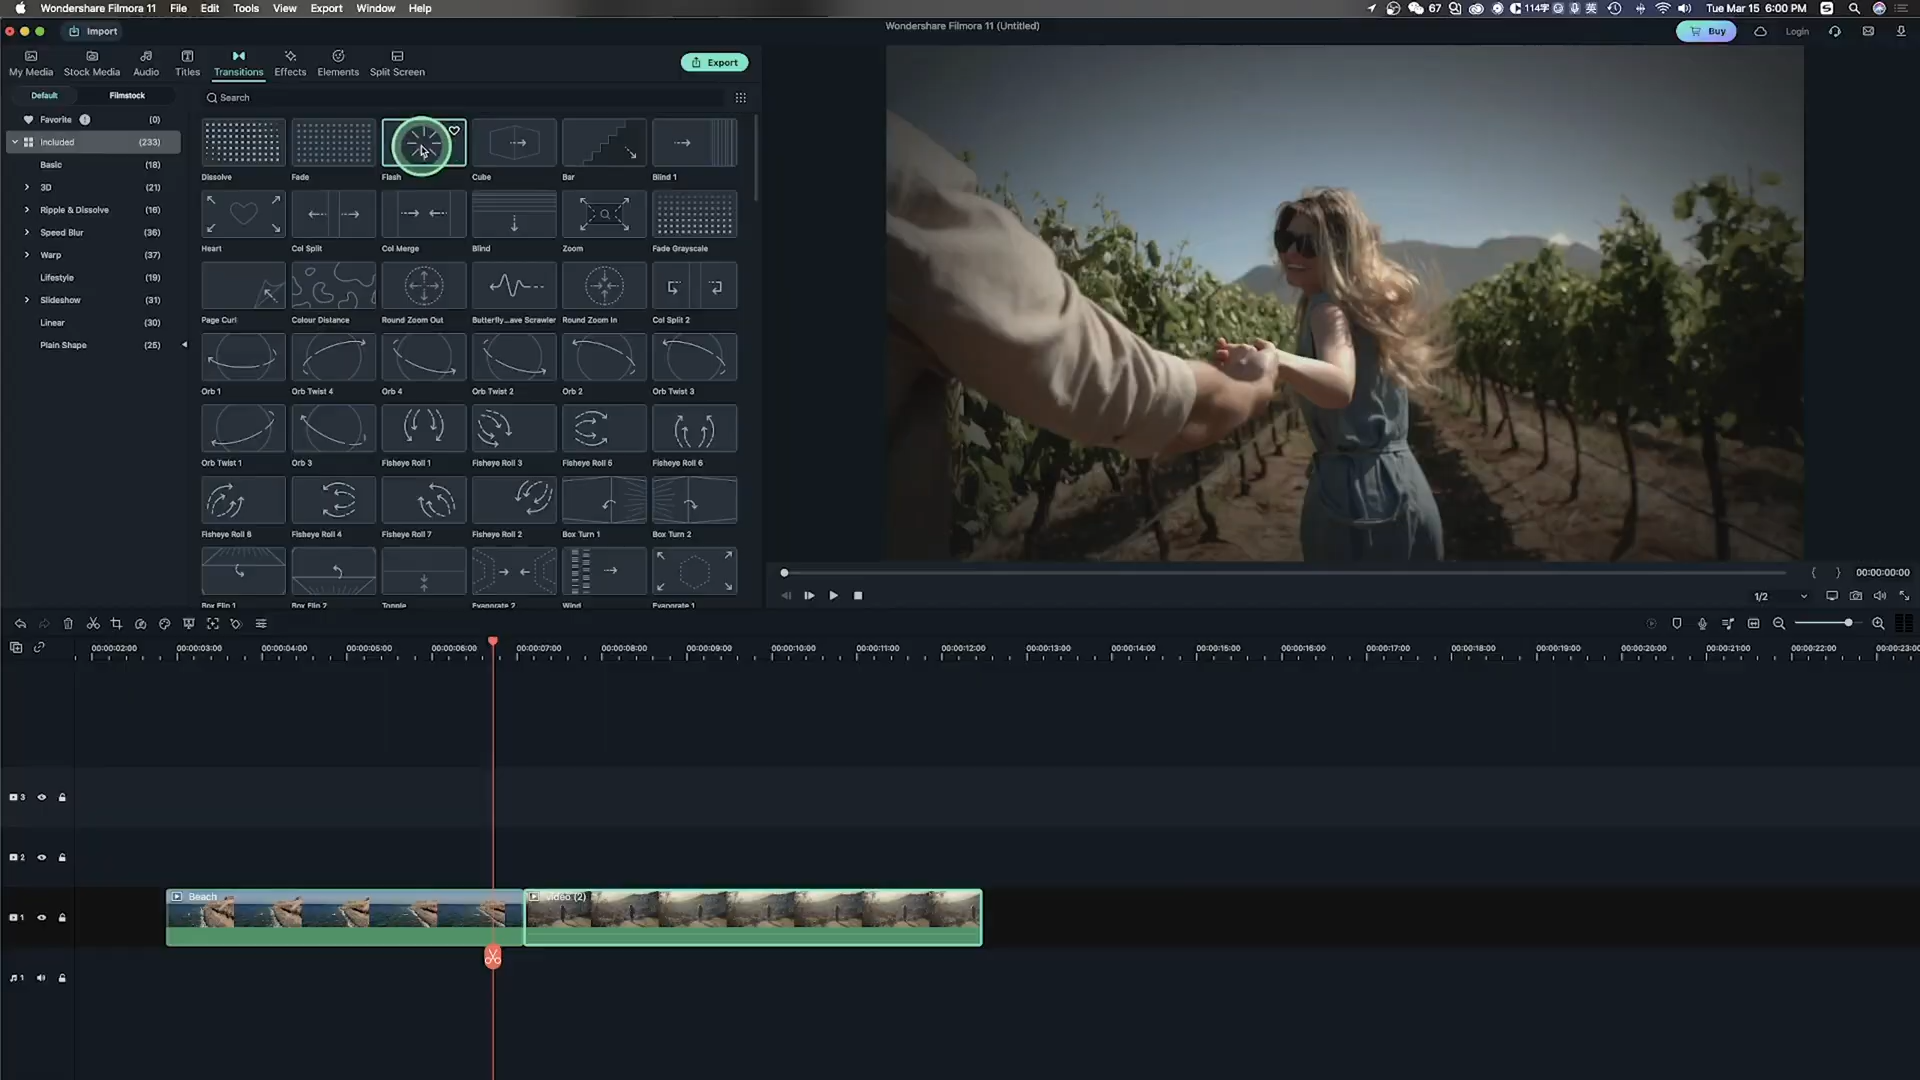 Wondershare Filmora 11 File Edit Tools View Export Window Help 67 114字 英 Tue Mar 15 6:00 PM
Import Wondershare Filmora 11 (Untitled) Buy Login
My Media Stock Media Audio Titles Transitions Effects Elements Split Screen Export
Default Filmstock Search
Favorite (0)
Included (233)
Basic (18)
3D (21)
Ripple & Dissolve (16)
Speed Blur (36)
Warp (37)
Lifestyle (19)
Slideshow (31)
Linear (30)
Plain Shape (25)
Dissolve Fade Flash Cube Bar Blind 1
Heart Col Split Col Merge Blind Zoom Fade Grayscale
Page Curl Colour Distance Round Zoom Out Butterfly...ave Scrawler Round Zoom In Col Split 2
Orb 1 Orb Twist 4 Orb 4 Orb Twist 2 Orb 2 Orb Twist 3
Orb Twist 1 Orb 3 Fisheye Roll 1 Fisheye Roll 3 Fisheye Roll 5 Fisheye Roll 6
Fisheye Roll 8 Fisheye Roll 4 Fisheye Roll 7 Fisheye Roll 2 Box Turn 1 Box Turn 2
Box Flip 1 Box Flip 2 Topple Evaporate 2 Wind Evaporate 1
00:00:00:00
1/2
00:00:02:00 00:00:03:00 00:00:04:00 00:00:05:00 00:00:06:00 00:00:07:00 00:00:08:00 00:00:09:00 00:00:10:00 00:00:11:00 00:00:12:00 00:00:13:00 00:00:14:00 00:00:15:00 00:00:16:00 00:00:17:00 00:00:18:00 00:00:19:00 00:00:20:00 00:00:21:00 00:00:22:00 00:00:23:00
3
2
Beach Video (2)
1
1